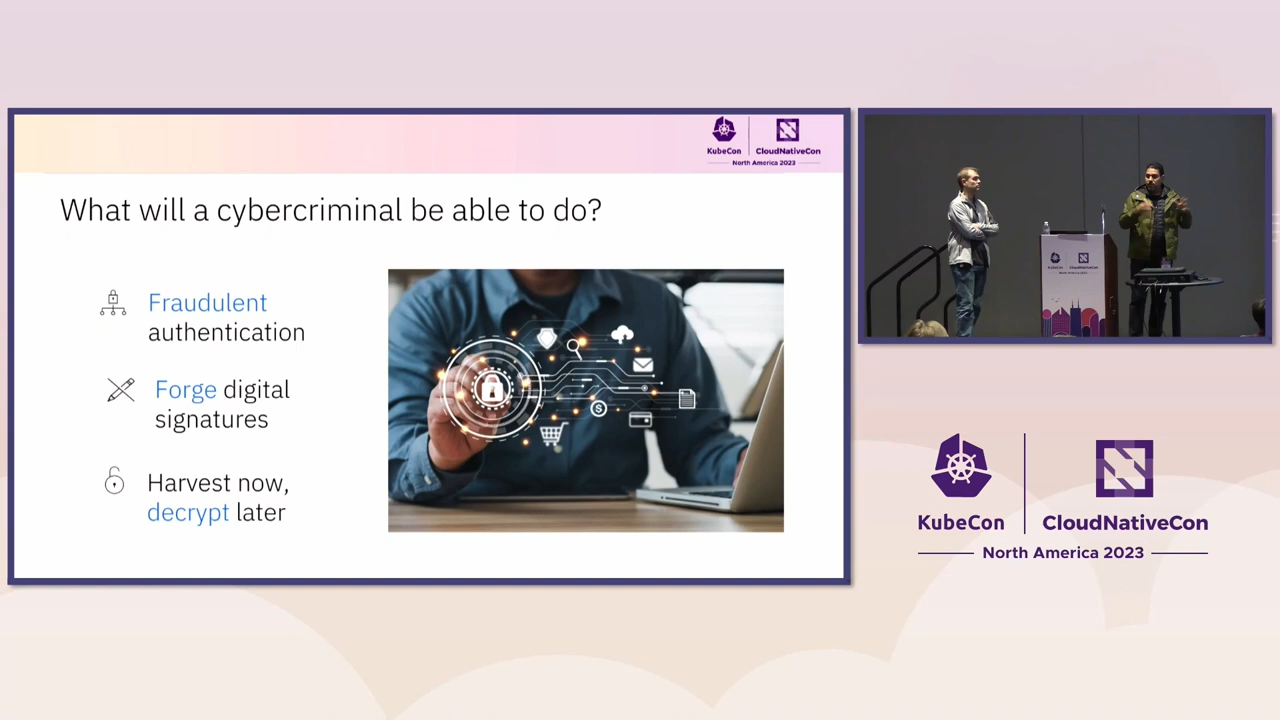 KubeCon
CloudNativeCon
North America 2023
What will a cybercriminal be able to do?
Fraudulent
authentication
Forge digital
signatures
Harvest now,
decrypt later
KubeCon
CloudNativeCon
North America 2023